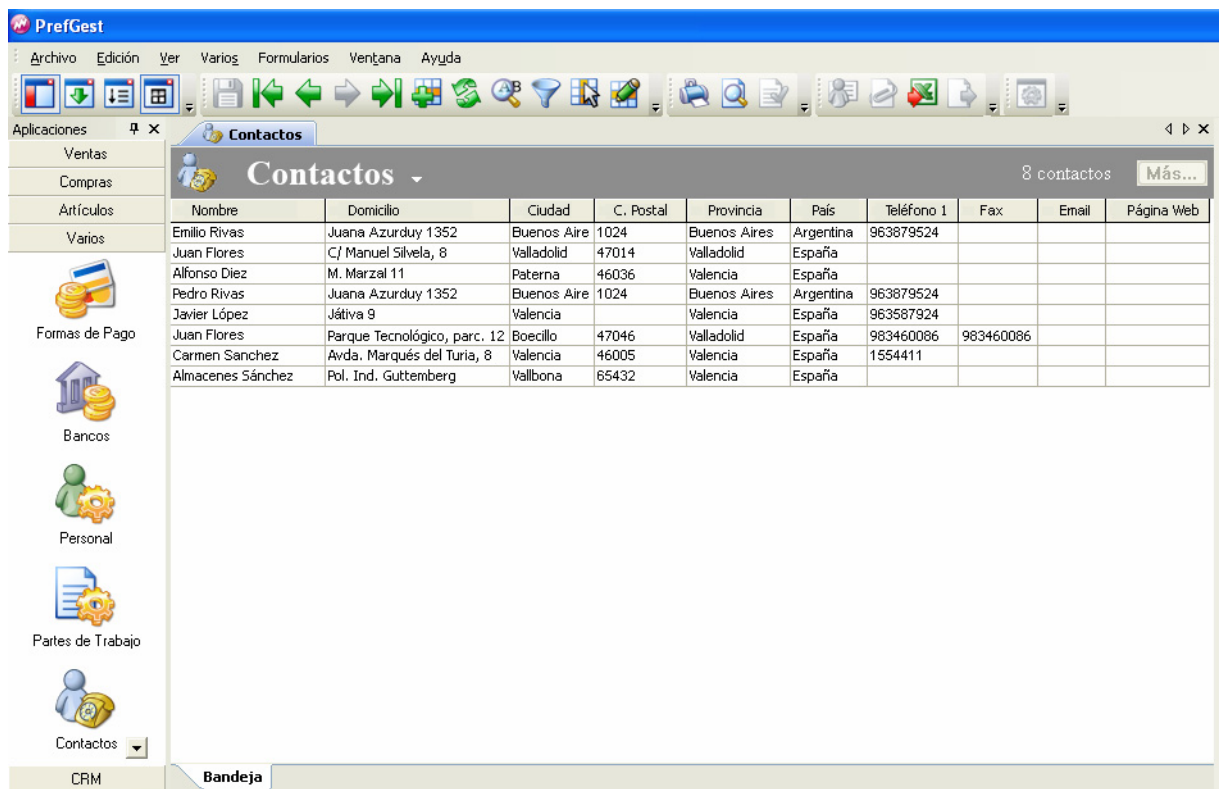 PrefGest
Archivo Edición Ver Varios Formularios Ventana Ayuda
Aplicaciones
Contactos
Ventas
Compras
Artículos
Varios
Formas de Pago
Bancos
Personal
Partes de Trabajo
Contactos
CRM
Contactos 8 contactos Más...
Nombre Domicilio Ciudad C. Postal Provincia País Teléfono 1 Fax Email Página Web
Emilio Rivas Juana Azurduy 1352 Buenos Aire 1024 Buenos Aires Argentina 963879524
Juan Flores C/ Manuel Silvela, 8 Valladolid 47014 Valladolid España
Alfonso Diez M. Marzal 11 Paterna 46036 Valencia España
Pedro Rivas Juana Azurduy 1352 Buenos Aire 1024 Buenos Aires Argentina 963879524
Javier López Játiva 9 Valencia Valencia España 963587924
Juan Flores Parque Tecnológico, parc. 12 Boecillo 47046 Valladolid España 983460086 983460086
Carmen Sanchez Avda. Marqués del Turia, 8 Valencia 46005 Valencia España 1554411
Almacenes Sánchez Pol. Ind. Guttemberg Vallbona 65432 Valencia España
Bandeja